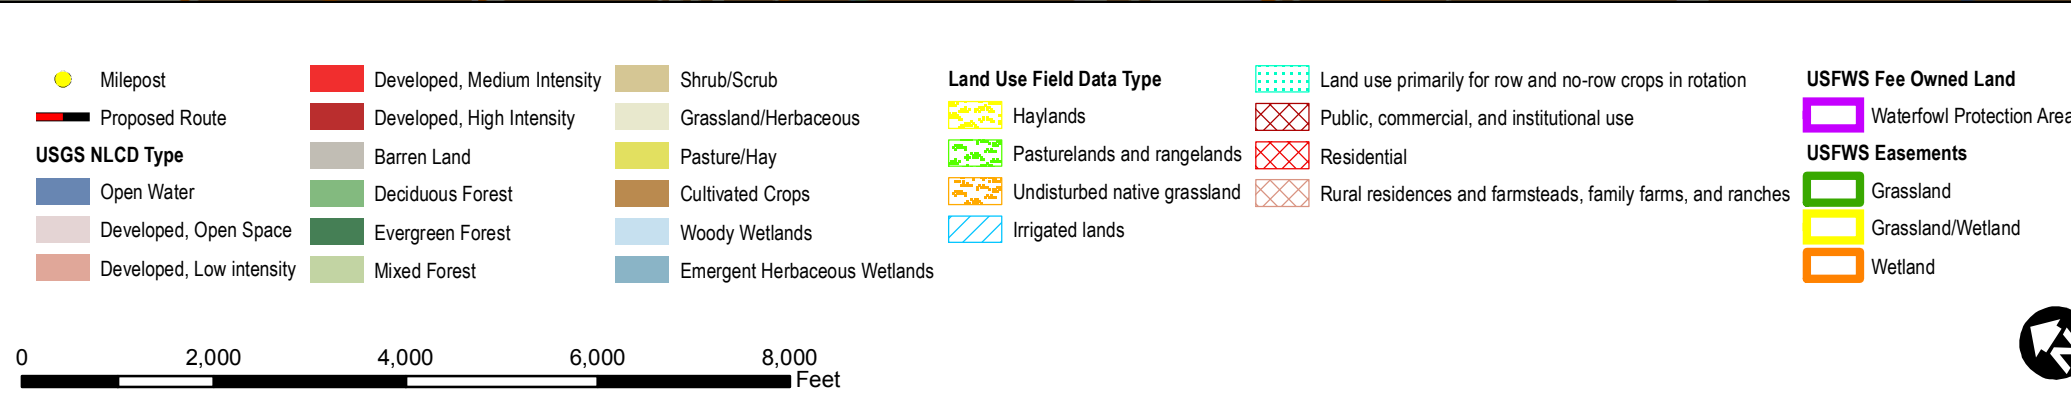 Milepost
Proposed Route
USGS NLCD Type
Open Water
Developed, Open Space
Developed, Low intensity
Developed, Medium Intensity
Developed, High Intensity
Barren Land
Deciduous Forest
Evergreen Forest
Mixed Forest
Shrub/Scrub
Grassland/Herbaceous
Pasture/Hay
Cultivated Crops
Woody Wetlands
Emergent Herbaceous Wetlands
Land Use Field Data Type
Haylands
Pasturelands and rangelands
Undisturbed native grassland
Irrigated lands
Land use primarily for row and no-row crops in rotation
Public, commercial, and institutional use
Residential
Rural residences and farmsteads, family farms, and ranches
USFWS Fee Owned Land
Waterfowl Protection Area
USFWS Easements
Grassland
Grassland/Wetland
Wetland
0 2,000 4,000 6,000 8,000
Feet